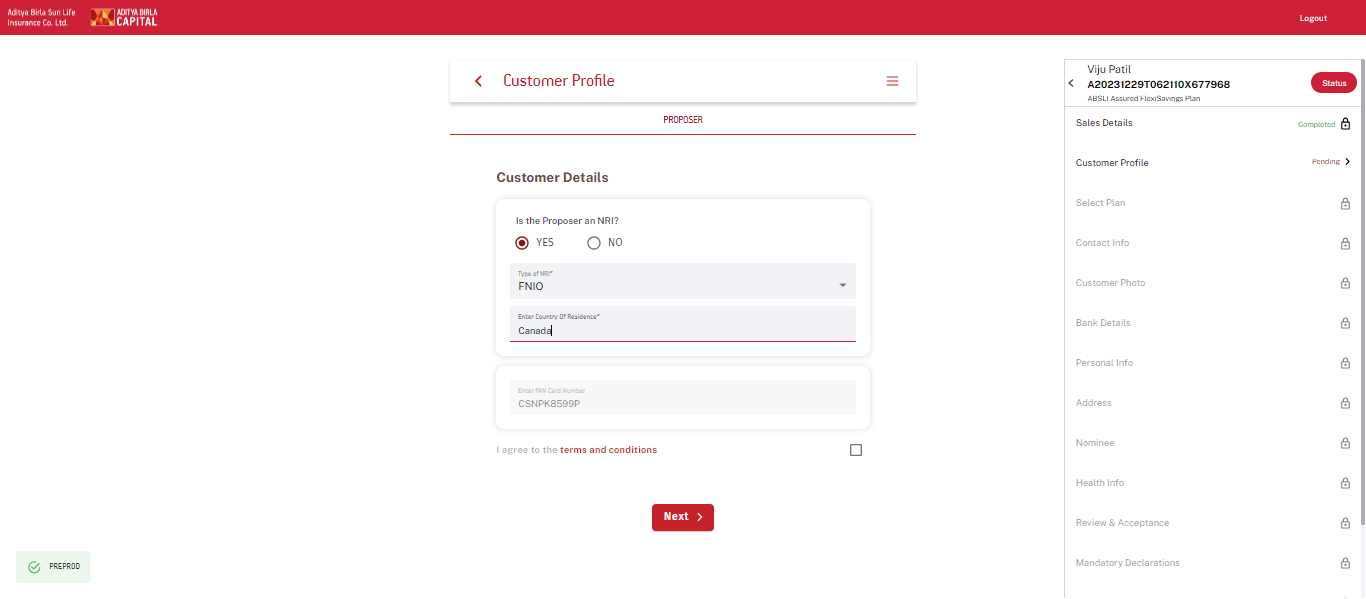 Aditya Birla Sun Life
Insurance Co. Ltd.
ADITYA BIRLA
CAPITAL
Logout
Customer Profile
PROPOSER
Customer Details
Is the Proposer an NRI?
YES
NO
Type of NRI*
FNIO
Enter Country Of Residence*
Canada
Enter PAN Card Number
CSNPK8599P
I agree to the terms and conditions
Next
PREPROD
Viju Patil
A20231229T062110X677968
ABSLI Assured FlexiSavings Plan
Status
Sales Details
Completed
Customer Profile
Pending
Select Plan
Contact Info
Customer Photo
Bank Details
Personal Info
Address
Nominee
Health Info
Review & Acceptance
Mandatory Declarations